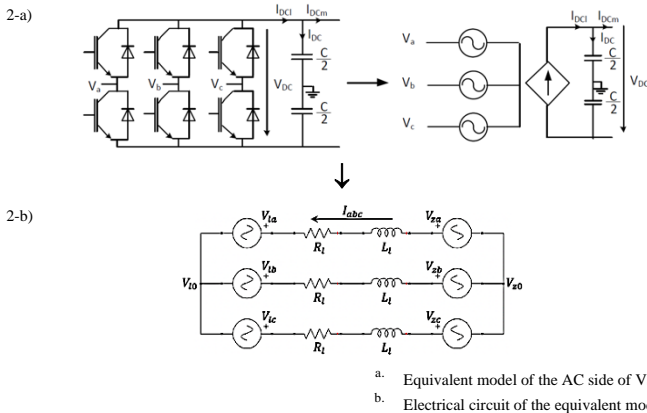 2-a)
I_DCl I_DCm
I_DC
V_a V_b V_c V_DC
C/2
C/2
V_a
V_b
V_c
I_DCl I_DCm
I_DC
C/2
C/2
V_DC
2-b)
I_abc
V_la R_l L_l V_za
V_l0 V_lb R_l L_l V_zb V_z0
V_lc R_l L_l V_zc
a. Equivalent model of the AC side of V
b. Electrical circuit of the equivalent